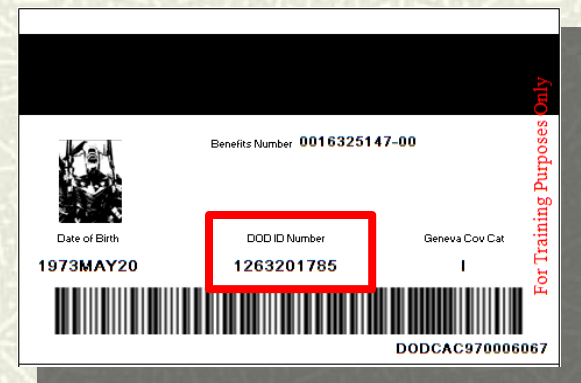 Benefits Number 0016325147-00
Date of Birth DOD ID Number Geneva Cov Cat
1973MAY20 1263201785 I
DODCAC970006067
For Training Purposes Only